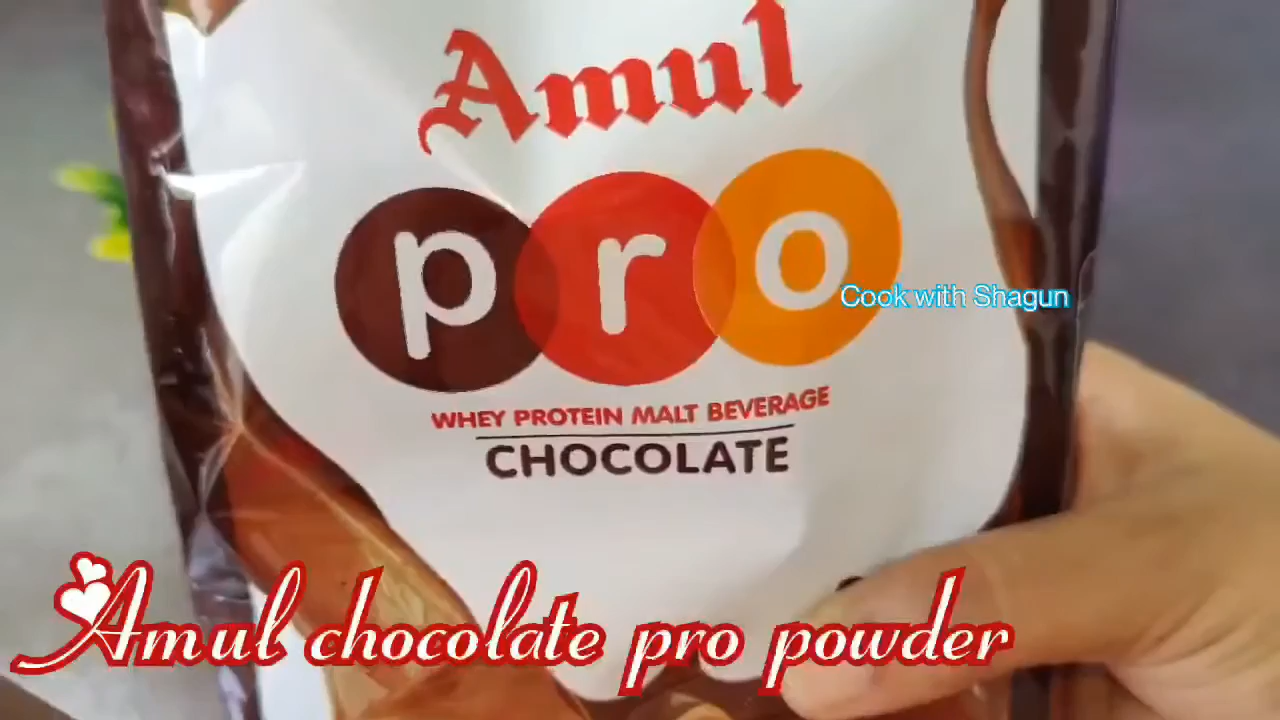 Amul
pro
Cook with Shagun
WHEY PROTEIN MALT BEVERAGE
CHOCOLATE
Amul chocolate pro powder